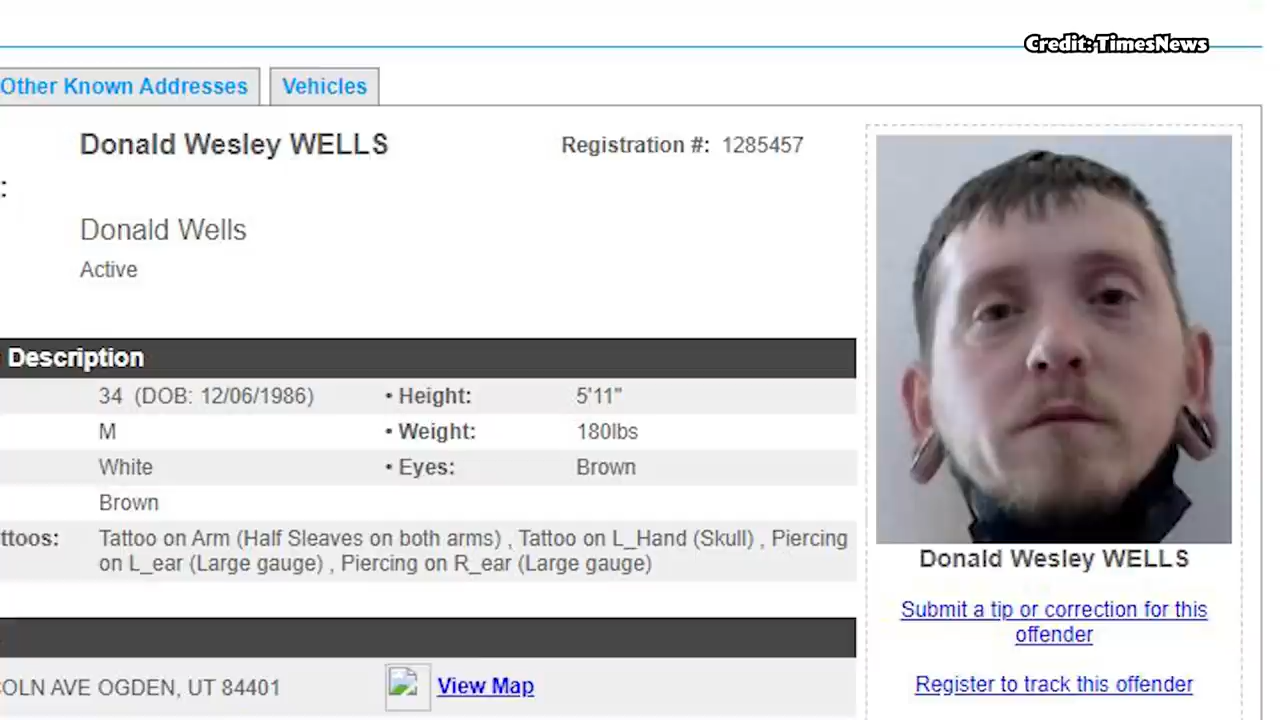 Credit: TimesNews
Other Known Addresses
Vehicles
Donald Wesley WELLS
Registration #: 1285457
:
Donald Wells
Active
Description
34 (DOB: 12/06/1986)
• Height: 5'11"
M
• Weight: 180lbs
White
• Eyes: Brown
Brown
ttoos: Tattoo on Arm (Half Sleaves on both arms) , Tattoo on L_Hand (Skull) , Piercing
on L_ear (Large gauge) , Piercing on R_ear (Large gauge)
OLN AVE OGDEN, UT 84401
View Map
Donald Wesley WELLS
Submit a tip or correction for this
offender
Register to track this offender